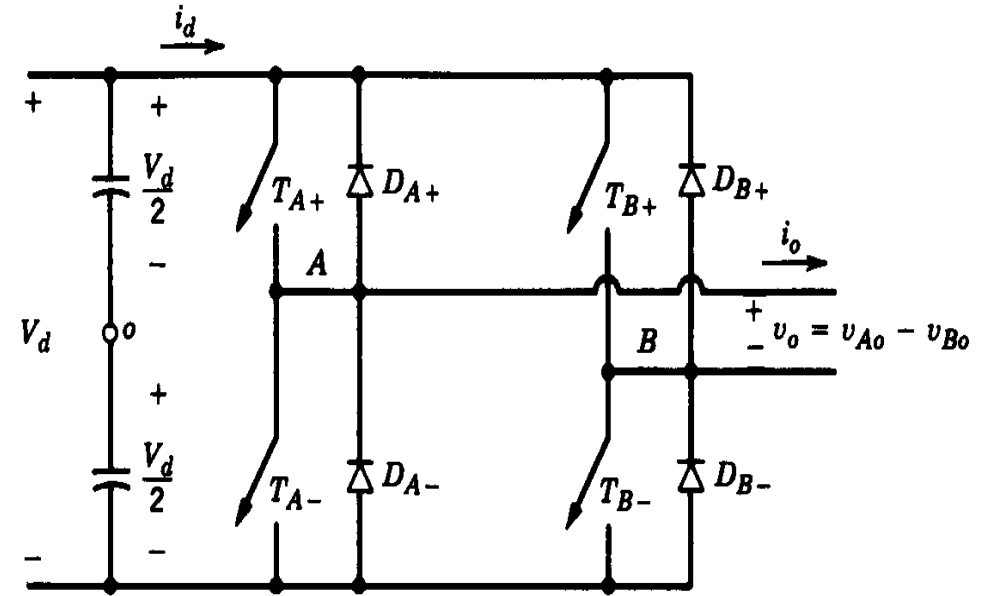 i_d
+ +
V_d/2
T_A+ D_A+ T_B+ D_B+
−
A
i_o
+
V_d o
v_o = v_Ao − v_Bo
−
B
+
V_d/2
T_A− D_A− T_B− D_B−
− −